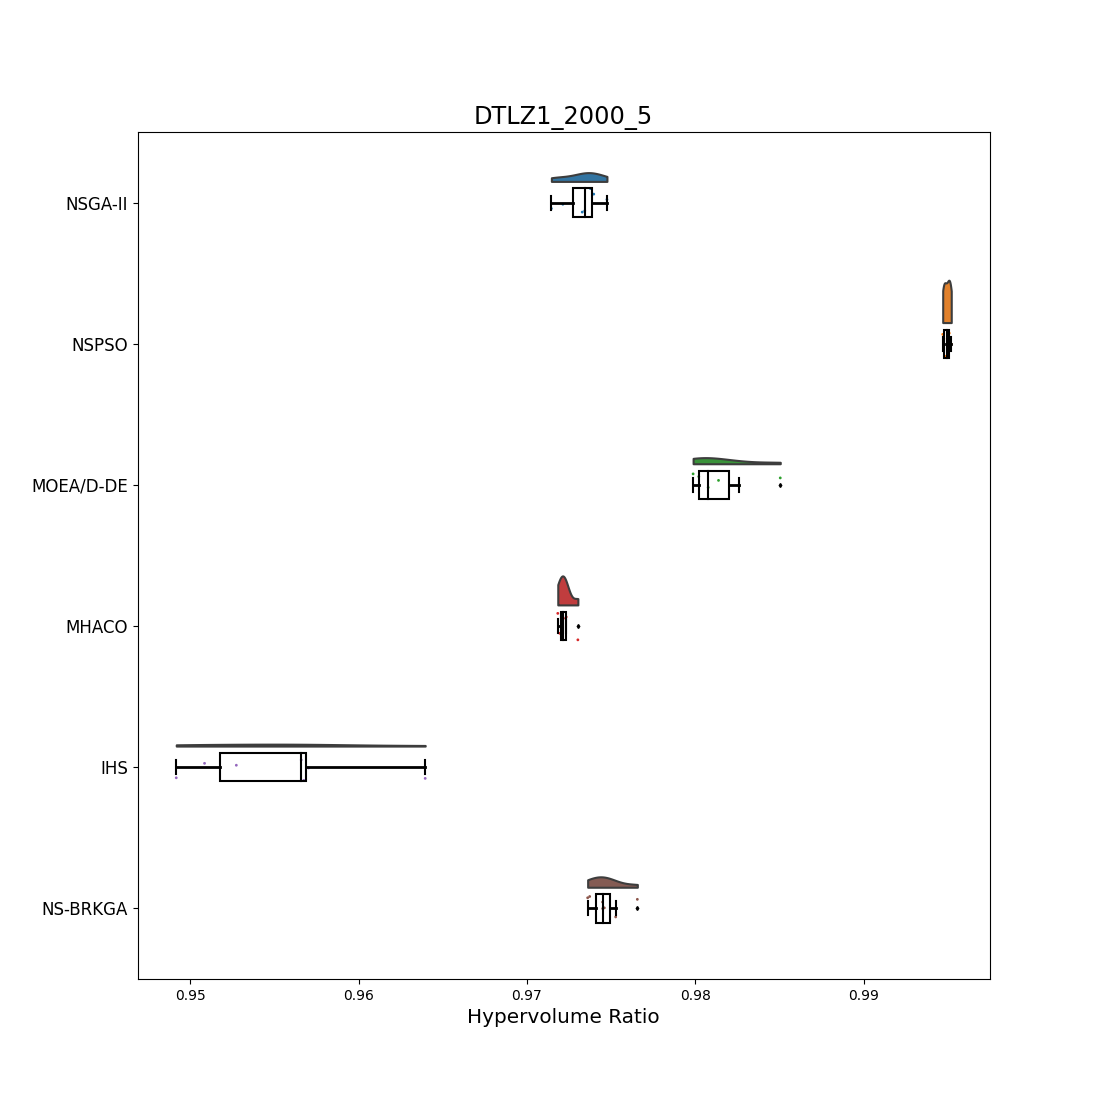 DTLZ1_2000_5
NSGA-II
NSPSO
MOEA/D-DE
MHACO
IHS
NS-BRKGA
0.95 0.96 0.97 0.98 0.99
Hypervolume Ratio